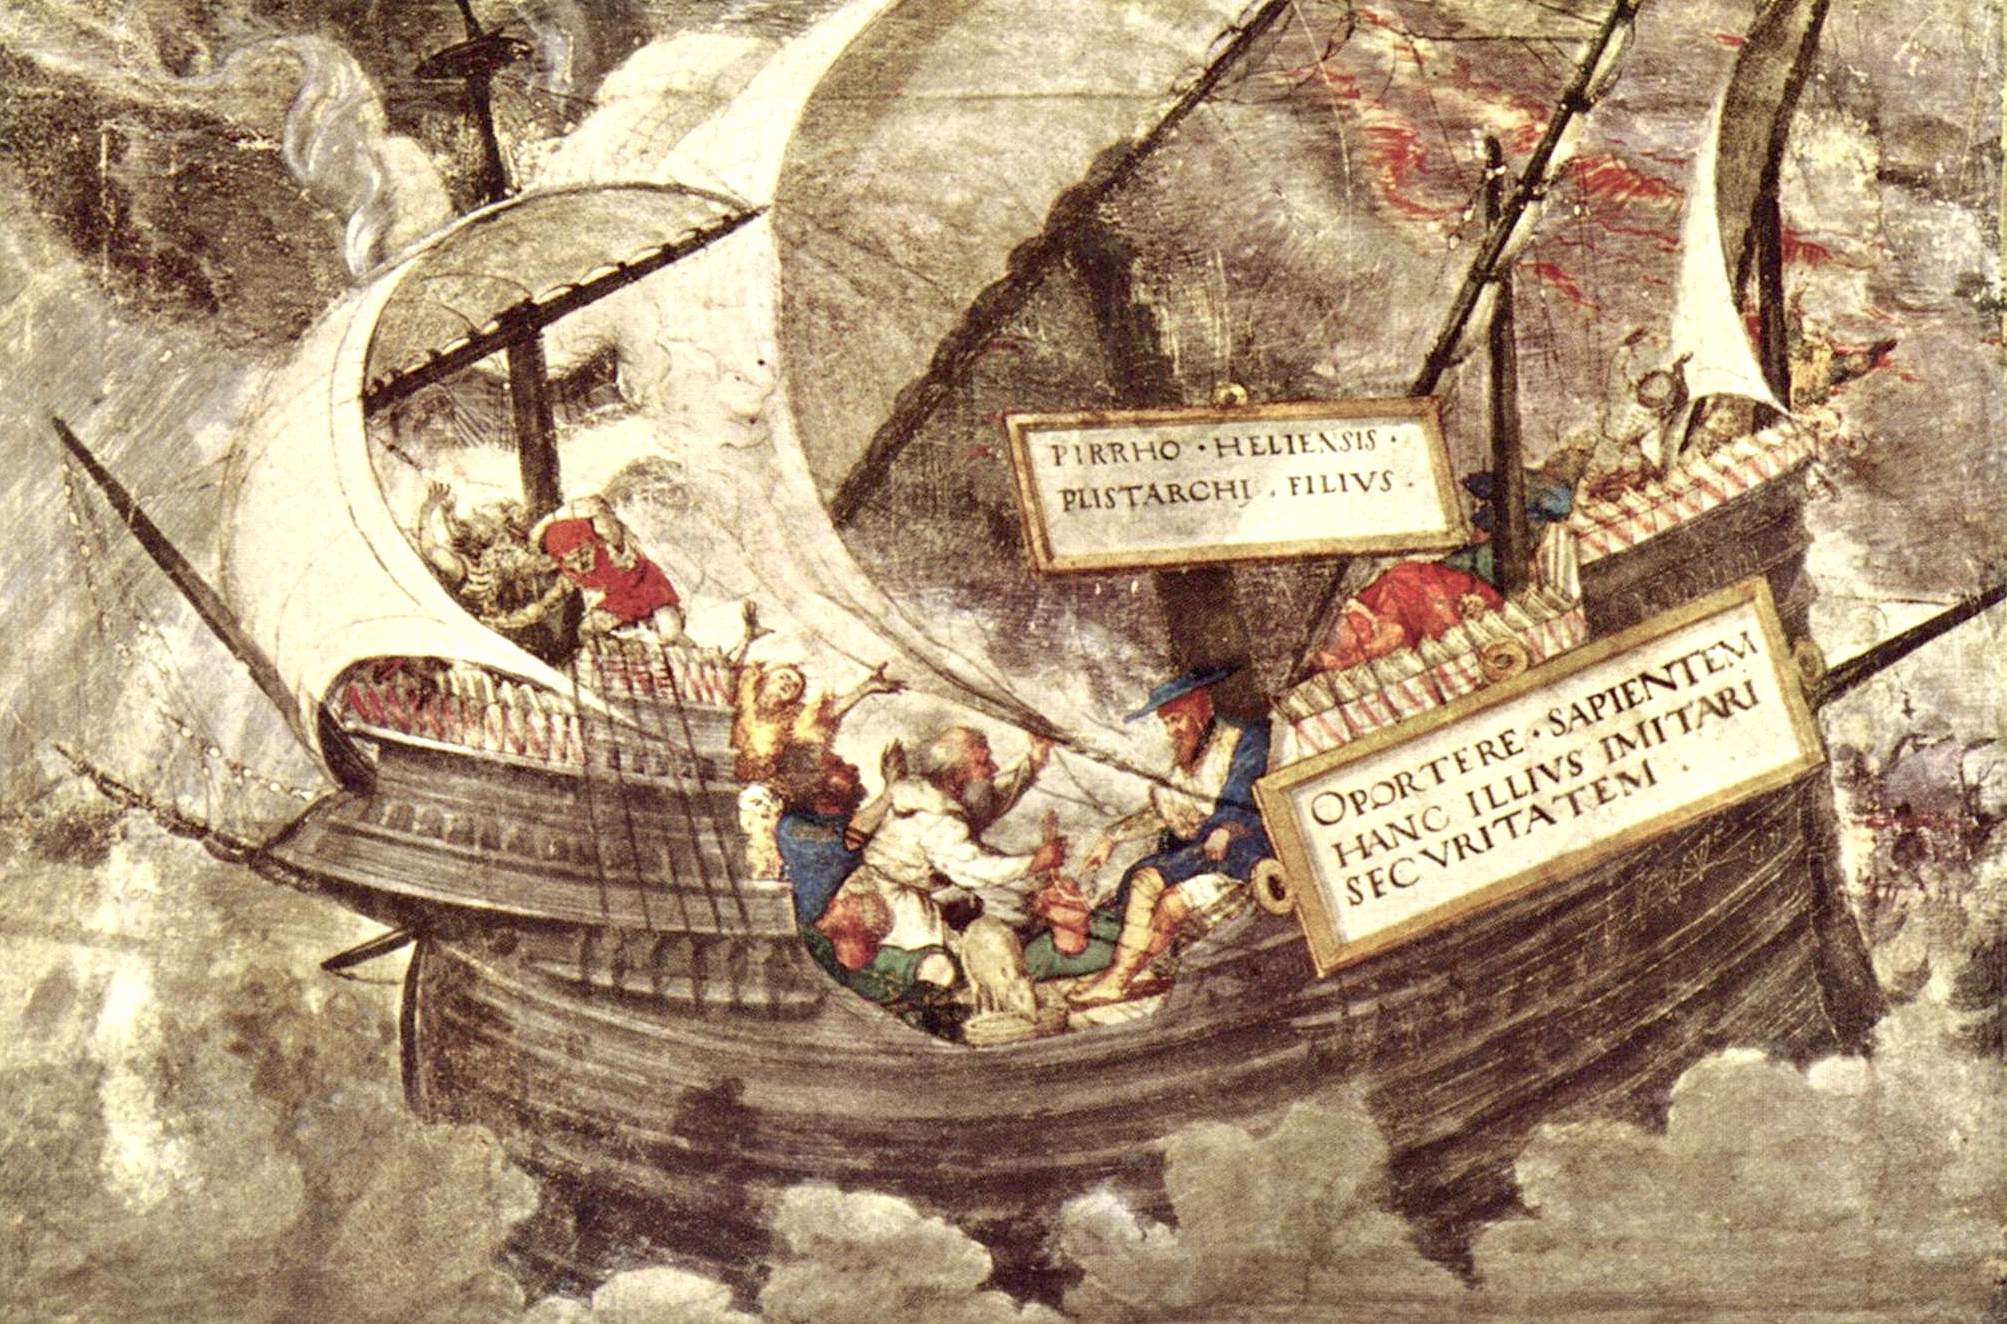 PIRRHO · HELIENSIS ·
PLISTARCHI . FILIVS .
OPORTERE · SAPIENTEM
HANC ILLIVS IMITARI
SECVRITATEM ·